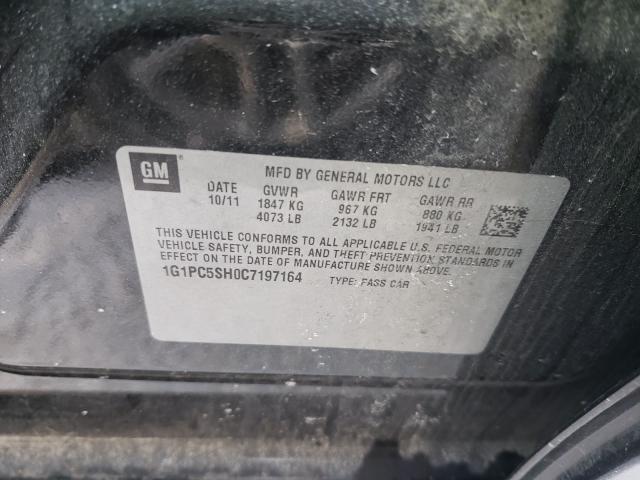 GM ® MFD BY GENERAL MOTORS LLC
DATE GVWR GAWR FRT GAWR RR
10/11 1847 KG 967 KG 880 KG
4073 LB 2132 LB 1941 LB
THIS VEHICLE CONFORMS TO ALL APPLICABLE U.S. FEDERAL MOTOR
VEHICLE SAFETY, BUMPER, AND THEFT PREVENTION STANDARDS IN
EFFECT ON THE DATE OF MANUFACTURE SHOWN ABOVE.
1G1PC5SH0C7197164 TYPE: PASS CAR